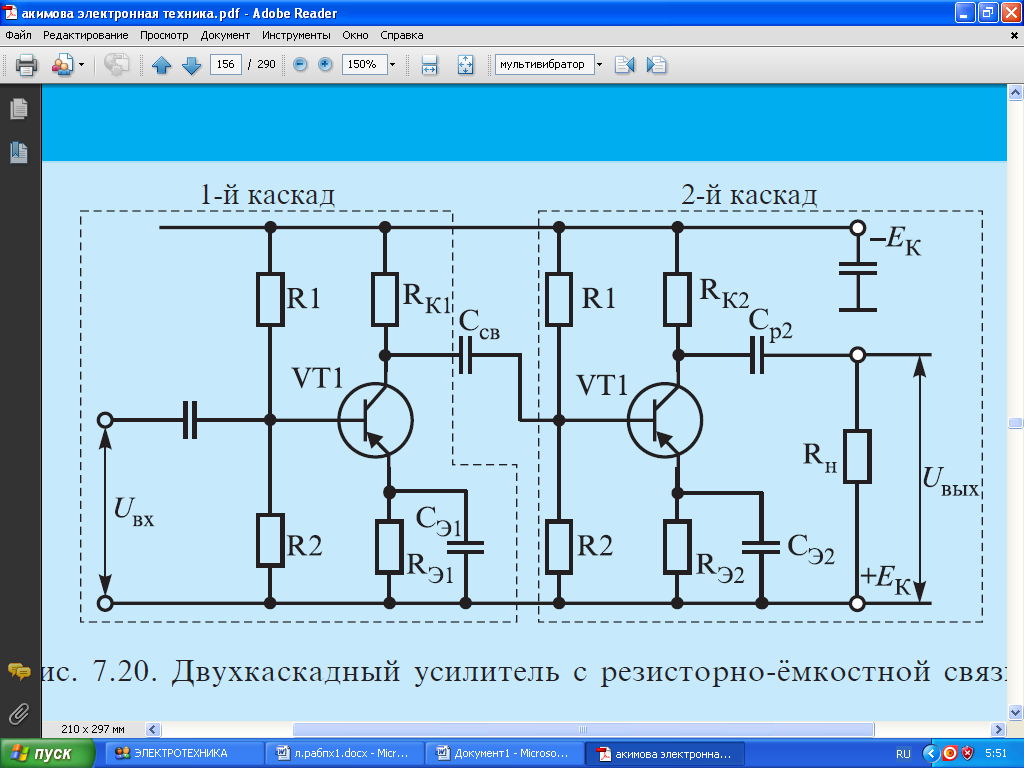 акимова электронная техника.pdf - Adobe Reader
Файл Редактирование Просмотр Документ Инструменты Окно Справка
156 / 290 150% мультивибратор
1-й каскад 2-й каскад
–EК
R1 RК1 R1 RК2
Cсв Cр2
VT1 VT1
Rн
Uвх Uвых
CЭ1
R2 RЭ1 R2 RЭ2 CЭ2
+EК
ис. 7.20. Двухкаскадный усилитель с резисторно-ёмкостной связ
210 x 297 мм
пуск ЭЛЕКТРОТЕХНИКА л.рабпх1.docx - Micr... Документ1 - Microso... акимова электронна... RU 5:51